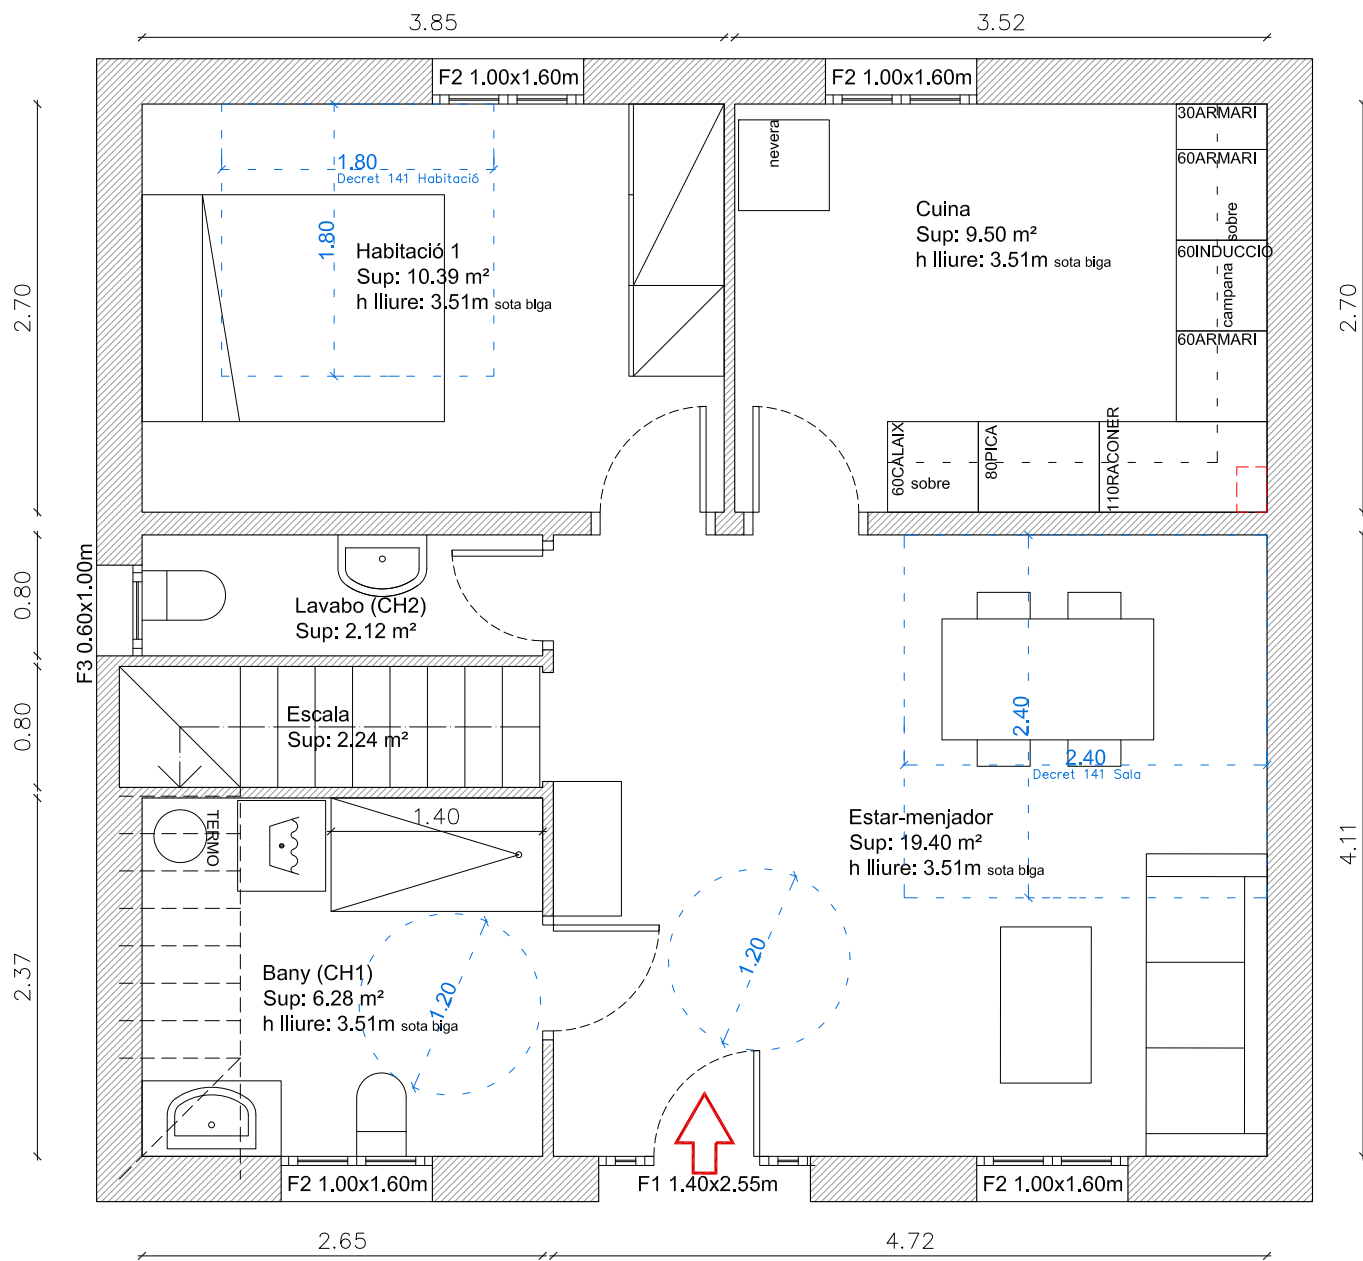 3.85
3.52
F2 1.00x1.60m
F2 1.00x1.60m
1.80
Decret 141 Habitació
1.80
Habitació 1
Sup: 10.39 m²
h lliure: 3.51m sota biga
nevera
Cuina
Sup: 9.50 m²
h lliure: 3.51m sota biga
30ARMARI
60ARMARI
sobre
60INDUCCIÓ
campana
60ARMARI
60CALAIX
sobre
80PICA
110RACONER
2.70
2.70
0.80
F3 0.60x1.00m
Lavabo (CH2)
Sup: 2.12 m²
0.80
Escala
Sup: 2.24 m²
2.40
2.40
Decret 141 Sala
Estar-menjador
Sup: 19.40 m²
h lliure: 3.51m sota biga
4.11
TERMO
1.40
2.37
Bany (CH1)
Sup: 6.28 m²
h lliure: 3.51m sota biga
1.20
1.20
F2 1.00x1.60m
F1 1.40x2.55m
F2 1.00x1.60m
2.65
4.72